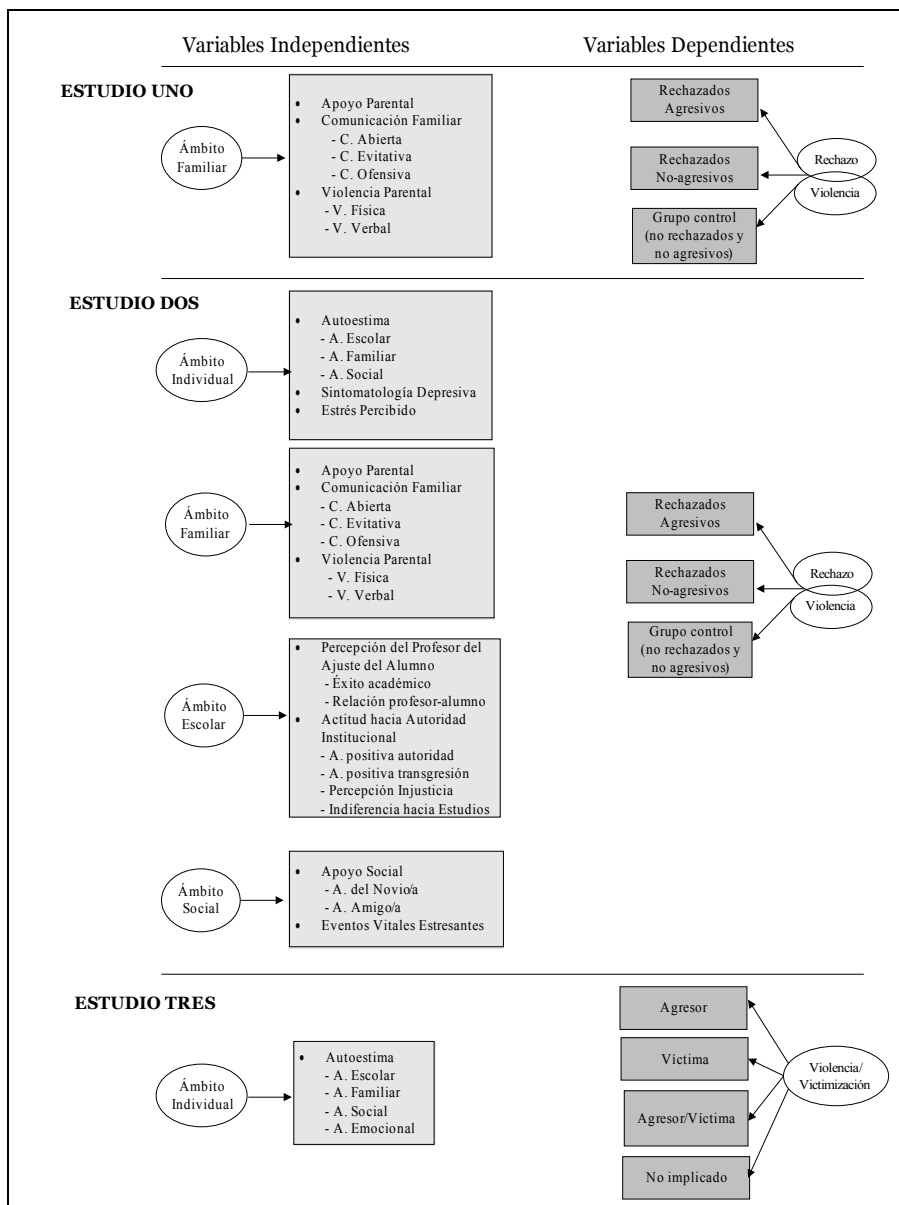 Variables Independientes
Variables Dependientes
ESTUDIO UNO
Ámbito
Familiar
• Apoyo Parental
• Comunicación Familiar
- C. Abierta
- C. Evitativa
- C. Ofensiva
• Violencia Parental
- V. Física
- V. Verbal
Rechazados
Agresivos
Rechazados
No-agresivos
Grupo control
(no rechazados y
no agresivos)
Rechazo
Violencia
ESTUDIO DOS
Ámbito
Individual
• Autoestima
- A. Escolar
- A. Familiar
- A. Social
• Sintomatología Depresiva
• Estrés Percibido
Ámbito
Familiar
• Apoyo Parental
• Comunicación Familiar
- C. Abierta
- C. Evitativa
- C. Ofensiva
• Violencia Parental
- V. Física
- V. Verbal
Rechazados
Agresivos
Rechazados
No-agresivos
Grupo control
(no rechazados y
no agresivos)
Rechazo
Violencia
Ámbito
Escolar
• Percepción del Profesor del
Ajuste del Alumno
- Éxito académico
- Relación profesor-alumno
• Actitud hacia Autoridad
Institucional
- A. positiva autoridad
- A. positiva transgresión
- Percepción Injusticia
- Indiferencia hacia Estudios
Ámbito
Social
• Apoyo Social
- A. del Novio/a
- A. Amigo/a
• Eventos Vitales Estresantes
ESTUDIO TRES
Ámbito
Individual
• Autoestima
- A. Escolar
- A. Familiar
- A. Social
- A. Emocional
Agresor
Víctima
Agresor/Víctima
No implicado
Violencia/
Victimización